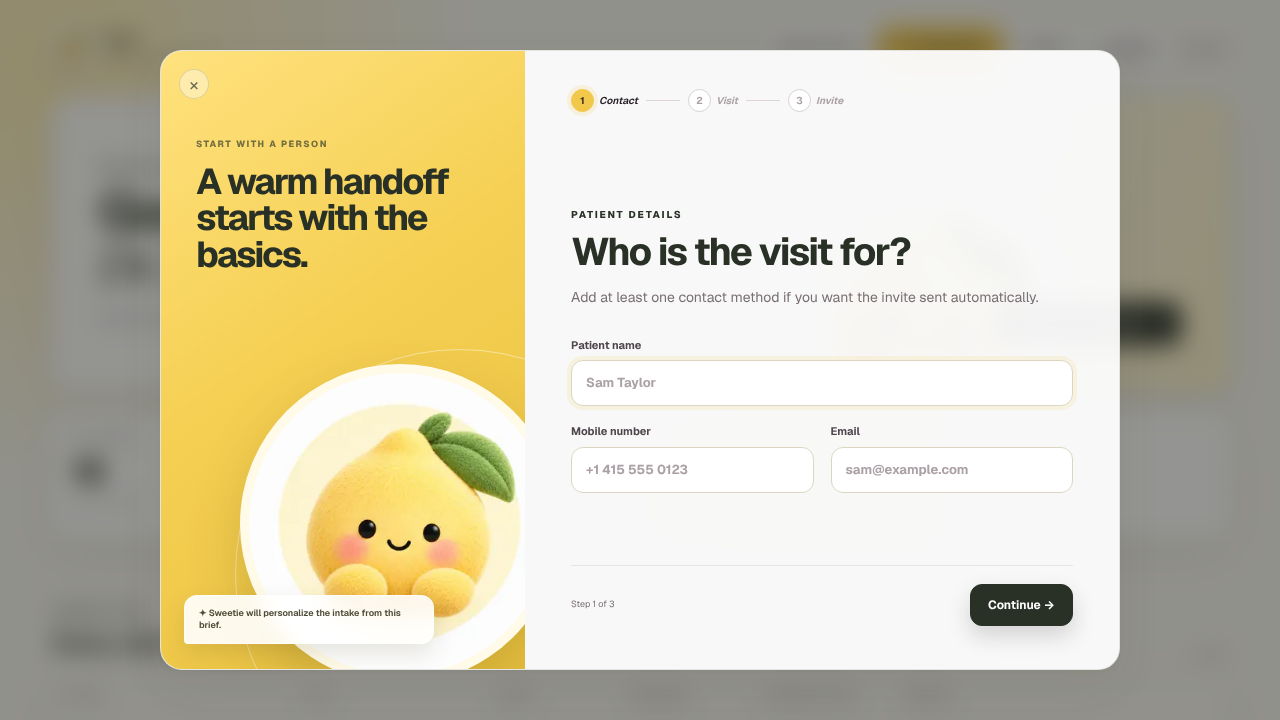 ×
START WITH A PERSON
A warm handoff
starts with the
basics.
✦ Sweetie will personalize the intake from this
brief.
1 Contact 2 Visit 3 Invite
PATIENT DETAILS
Who is the visit for?
Add at least one contact method if you want the invite sent automatically.
Patient name
Sam Taylor
Mobile number Email
+1 415 555 0123 sam@example.com
Step 1 of 3
Continue →